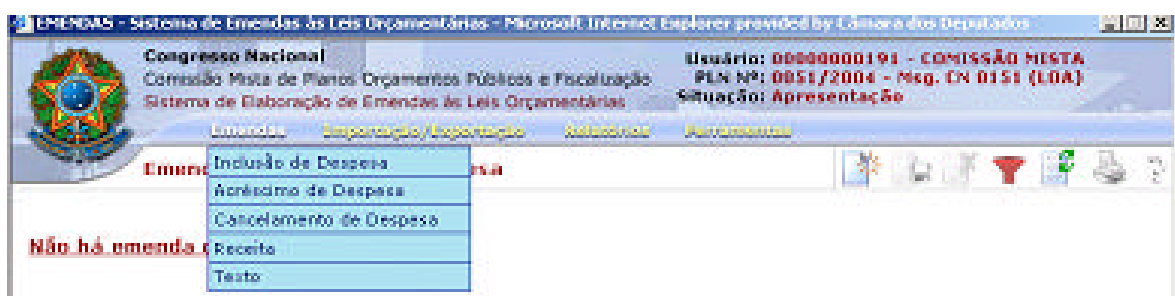 EMENDAS - Sistema de Emendas às Leis Orçamentárias - Microsoft Internet Explorer provided by Câmara dos Deputados
Congresso Nacional
Comissão Mista de Planos Orçamentos Públicos e Fiscalização
Sistema de Elaboração de Emendas às Leis Orçamentárias
Usuário: 00000000191 - COMISSÃO MISTA
PLN Nº: 0051/2004 - Msg. CN 0151 (LOA)
Situação: Apresentação
Emendas Importação/Exportação Relatórios Ferramentas
Emen
Inclusão de Despesa
Acréscimo de Despesa
Cancelamento de Despesa
Receita
Texto
Não há emenda